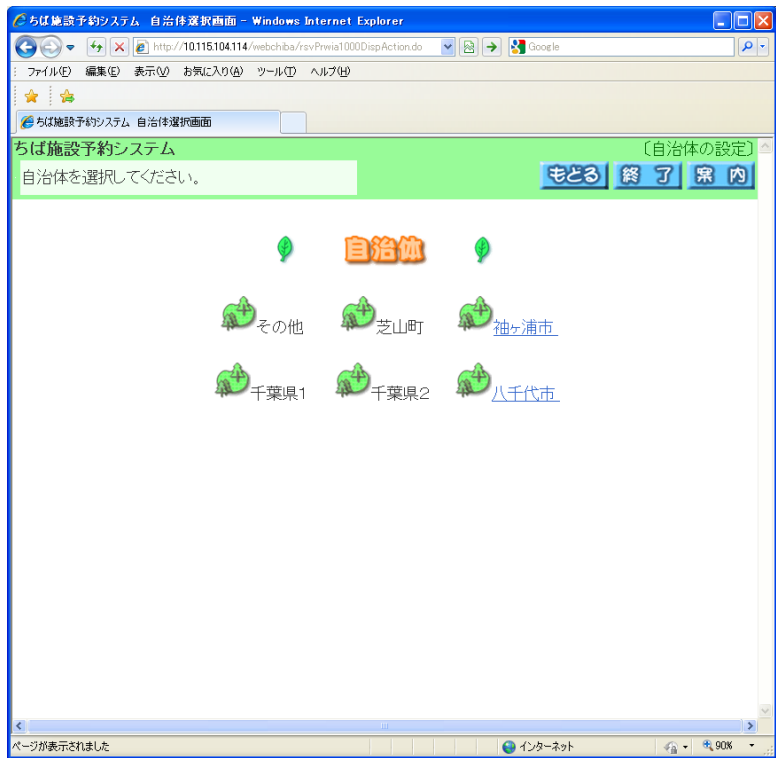 ちば施設予約システム 自治体選択画面 - Windows Internet Explorer
http://10.115.104.114/webchiba/rsvPrwia1000DispAction.do
Google
ファイル(F) 編集(E) 表示(V) お気に入り(A) ツール(T) ヘルプ(H)
ちば施設予約システム 自治体選択画面
ちば施設予約システム 〔自治体の設定〕
自治体を選択してください。 もどる 終 了 案 内
自治体
その他 芝山町 袖ヶ浦市
千葉県1 千葉県2 八千代市
ページが表示されました インターネット 90%